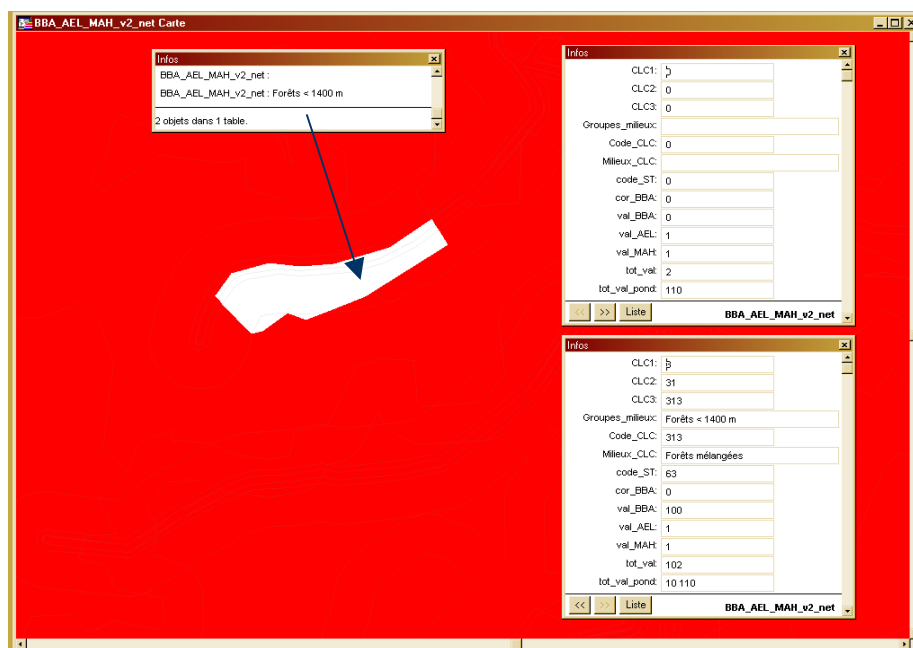 BBA_AEL_MAH_v2_net Carte
Infos
BBA_AEL_MAH_v2_net :
BBA_AEL_MAH_v2_net : Forêts < 1400 m
2 objets dans 1 table.
Infos
CLC1:
CLC2: 0
CLC3: 0
Groupes_milieux:
Code_CLC: 0
Milieux_CLC:
code_ST: 0
cor_BBA: 0
val_BBA: 0
val_AEL: 1
val_MAH: 1
tot_val: 2
tot_val_pond: 110
<< >> Liste BBA_AEL_MAH_v2_net
Infos
CLC1:
CLC2: 31
CLC3: 313
Groupes_milieux: Forêts < 1400 m
Code_CLC: 313
Milieux_CLC: Forêts mélangées
code_ST: 63
cor_BBA: 0
val_BBA: 100
val_AEL: 1
val_MAH: 1
tot_val: 102
tot_val_pond: 10 110
<< >> Liste BBA_AEL_MAH_v2_net